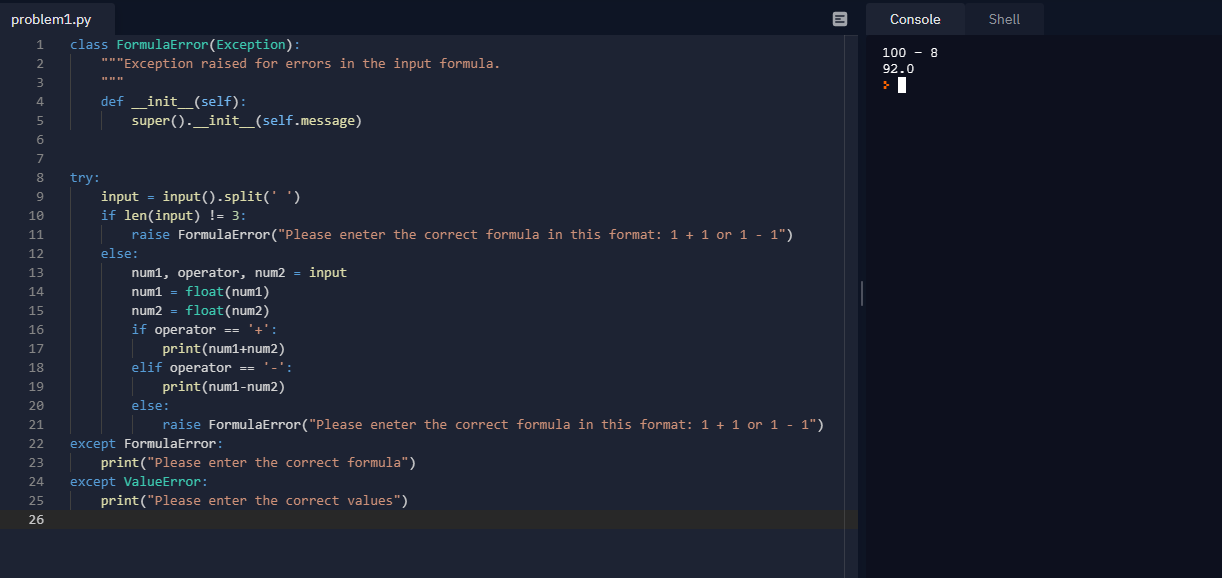 problem1.py
Console
Shell
1 class FormulaError(Exception):
2     """Exception raised for errors in the input formula.
3     """
4     def __init__(self):
5         super().__init__(self.message)
6
7
8 try:
9     input = input().split(' ')
10     if len(input) != 3:
11         raise FormulaError("Please eneter the correct formula in this format: 1 + 1 or 1 - 1")
12     else:
13         num1, operator, num2 = input
14         num1 = float(num1)
15         num2 = float(num2)
16         if operator == '+':
17             print(num1+num2)
18         elif operator == '-':
19             print(num1-num2)
20         else:
21             raise FormulaError("Please eneter the correct formula in this format: 1 + 1 or 1 - 1")
22 except FormulaError:
23     print("Please enter the correct formula")
24 except ValueError:
25     print("Please enter the correct values")
26
100 - 8
92.0